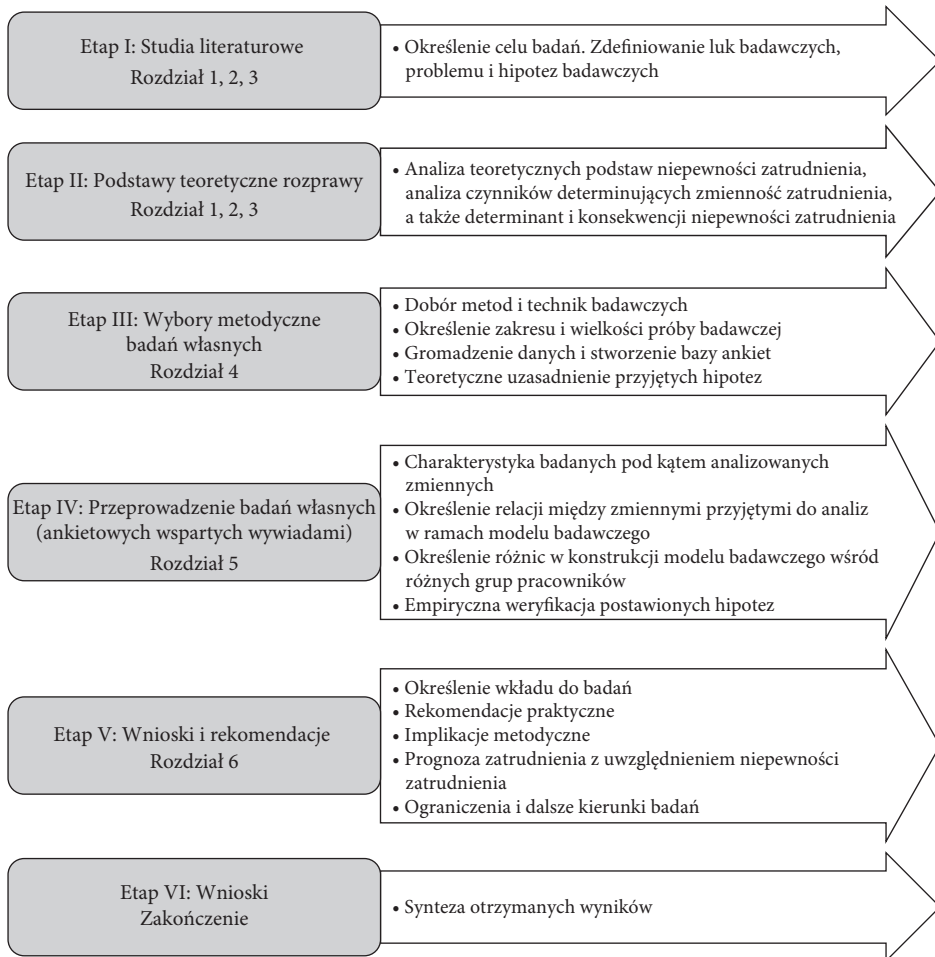 Etap I: Studia literaturowe
Rozdział 1, 2, 3
• Określenie celu badań. Zdefiniowanie luk badawczych,
problemu i hipotez badawczych
Etap II: Podstawy teoretyczne rozprawy
Rozdział 1, 2, 3
• Analiza teoretycznych podstaw niepewności zatrudnienia,
analiza czynników determinujących zmienność zatrudnienia,
a także determinant i konsekwencji niepewności zatrudnienia
Etap III: Wybory metodyczne
badań własnych
Rozdział 4
• Dobór metod i technik badawczych
• Określenie zakresu i wielkości próby badawczej
• Gromadzenie danych i stworzenie bazy ankiet
• Teoretyczne uzasadnienie przyjętych hipotez
Etap IV: Przeprowadzenie badań własnych
(ankietowych wspartych wywiadami)
Rozdział 5
• Charakterystyka badanych pod kątem analizowanych
zmiennych
• Określenie relacji między zmiennymi przyjętymi do analiz
w ramach modelu badawczego
• Określenie różnic w konstrukcji modelu badawczego wśród
różnych grup pracowników
• Empiryczna weryfikacja postawionych hipotez
Etap V: Wnioski i rekomendacje
Rozdział 6
• Określenie wkładu do badań
• Rekomendacje praktyczne
• Implikacje metodyczne
• Prognoza zatrudnienia z uwzględnieniem niepewności
zatrudnienia
• Ograniczenia i dalsze kierunki badań
Etap VI: Wnioski
Zakończenie
• Synteza otrzymanych wyników